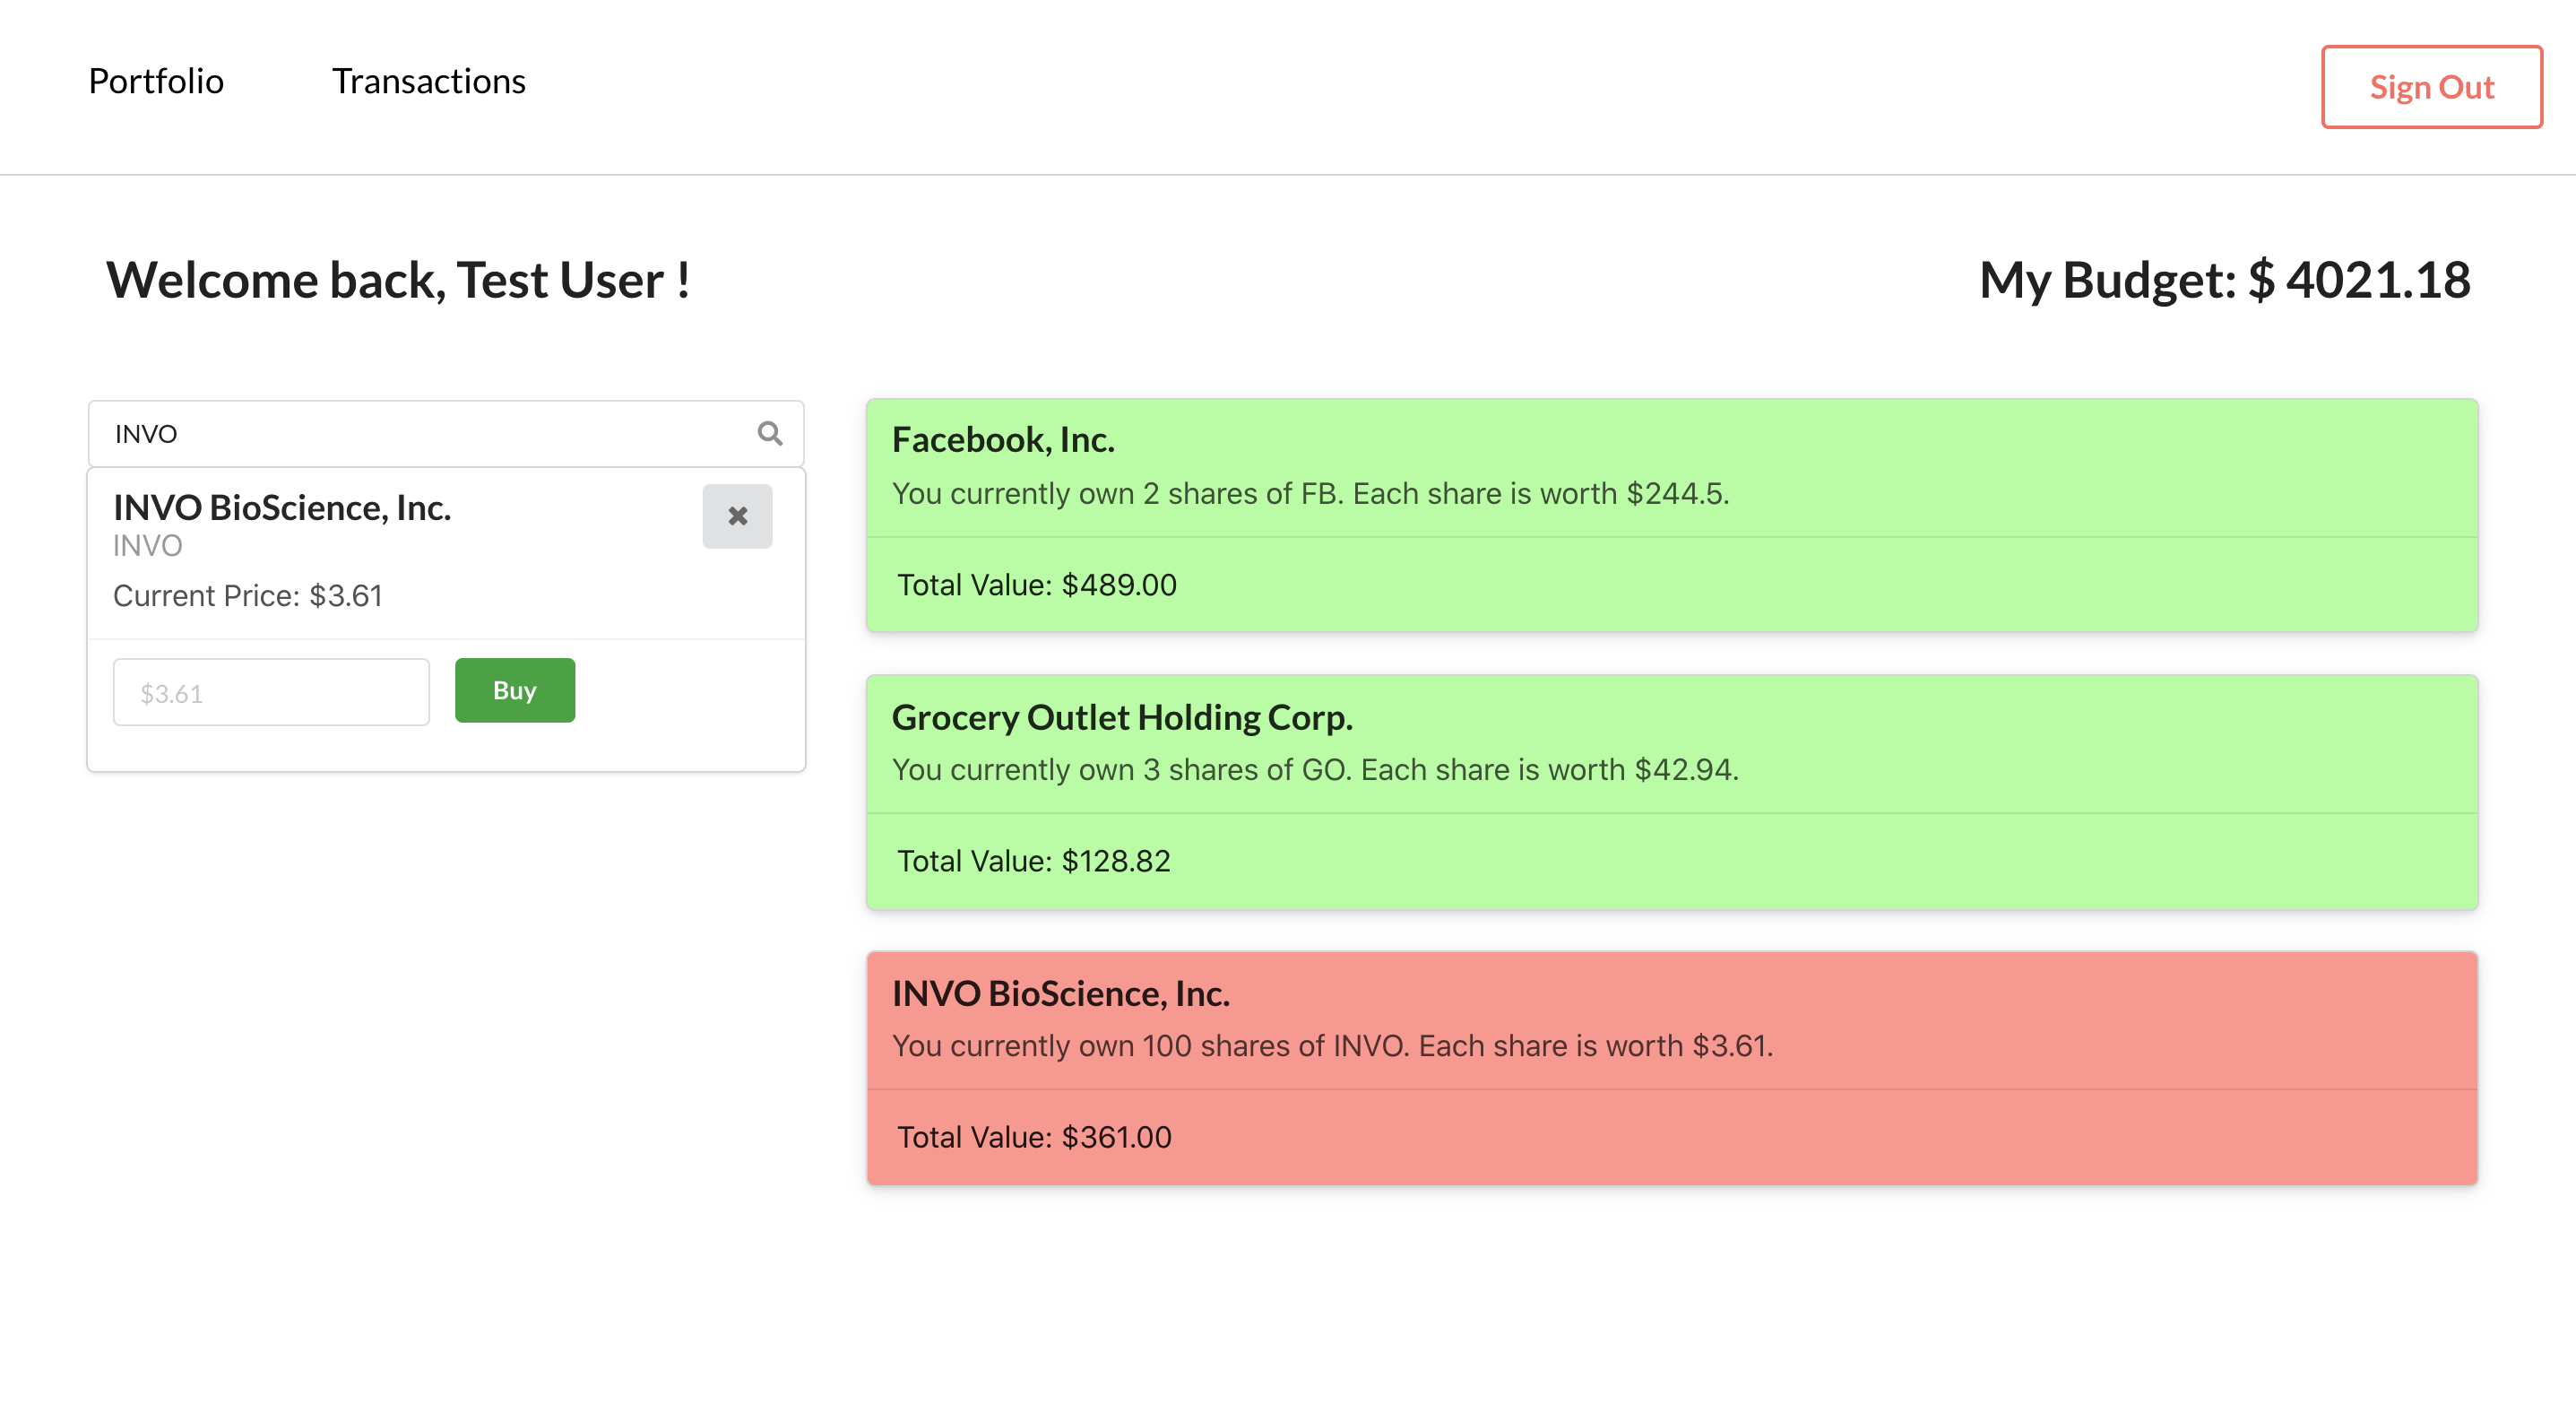 Portfolio
Transactions
Sign Out
Welcome back, Test User !
My Budget: $ 4021.18
INVO
INVO BioScience, Inc.
INVO
Current Price: $3.61
$3.61
Buy
Facebook, Inc.
You currently own 2 shares of FB. Each share is worth $244.5.
Total Value: $489.00
Grocery Outlet Holding Corp.
You currently own 3 shares of GO. Each share is worth $42.94.
Total Value: $128.82
INVO BioScience, Inc.
You currently own 100 shares of INVO. Each share is worth $3.61.
Total Value: $361.00